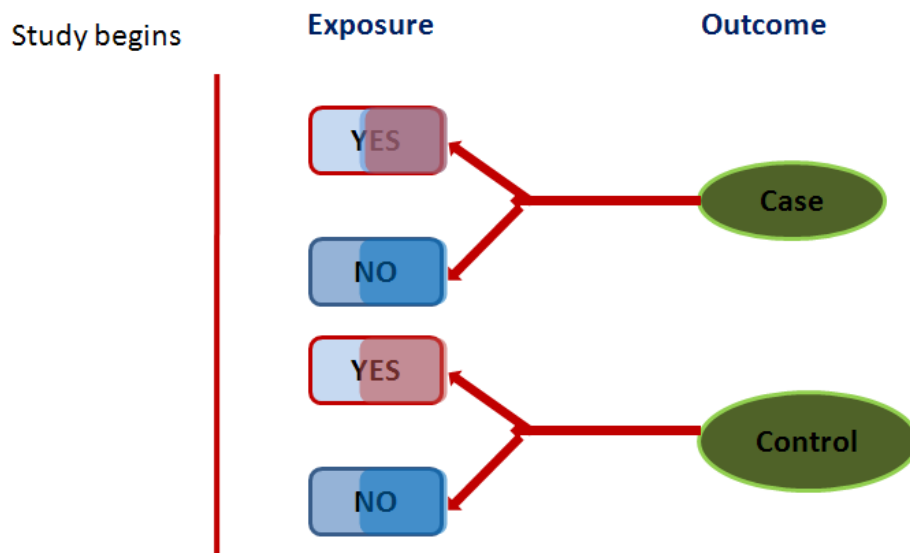 Study begins
Exposure
Outcome
YES
Case
NO
YES
Control
NO